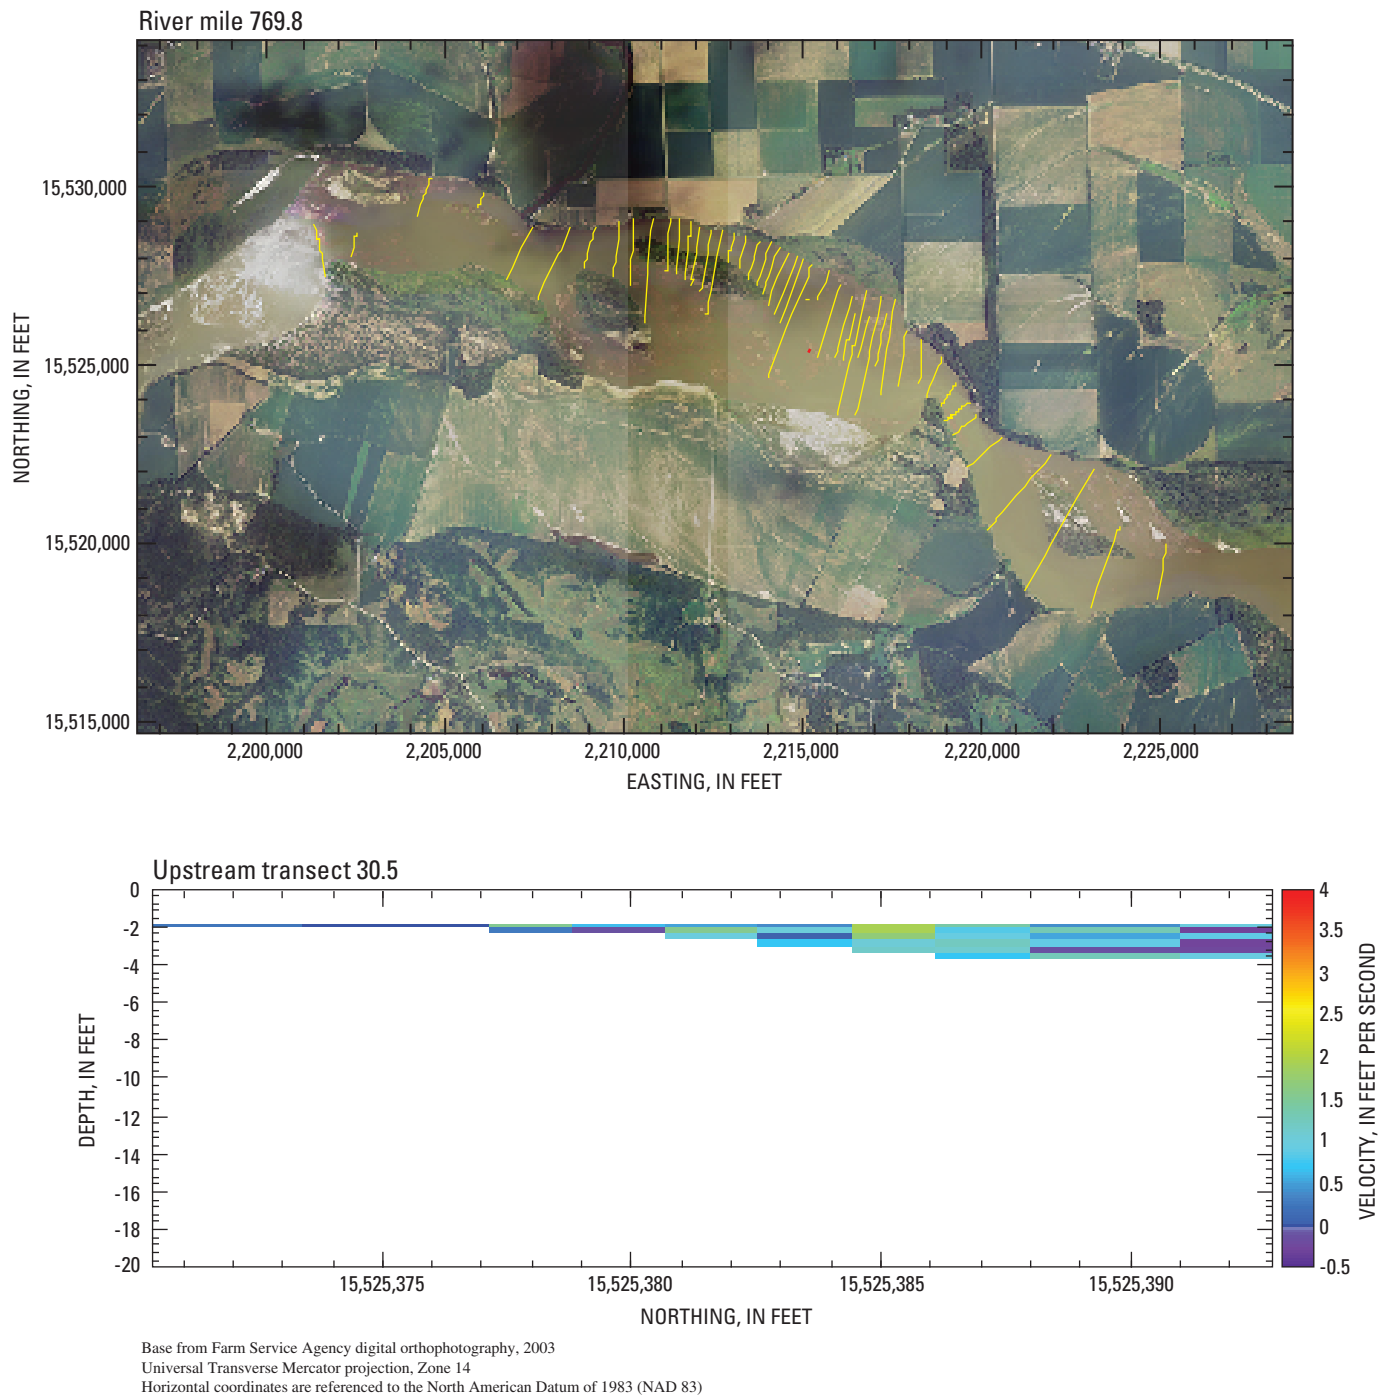 River mile 769.8
15,530,000
15,525,000
15,520,000
15,515,000
NORTHING, IN FEET
2,200,000 2,205,000 2,210,000 2,215,000 2,220,000 2,225,000
EASTING, IN FEET
Upstream transect 30.5
0
-2
-4
-6
-8
-10
-12
-14
-16
-18
-20
DEPTH, IN FEET
15,525,375 15,525,380 15,525,385 15,525,390
NORTHING, IN FEET
4
3.5
3
2.5
2
1.5
1
0.5
0
-0.5
VELOCITY, IN FEET PER SECOND
Base from Farm Service Agency digital orthophotography, 2003
Universal Transverse Mercator projection, Zone 14
Horizontal coordinates are referenced to the North American Datum of 1983 (NAD 83)